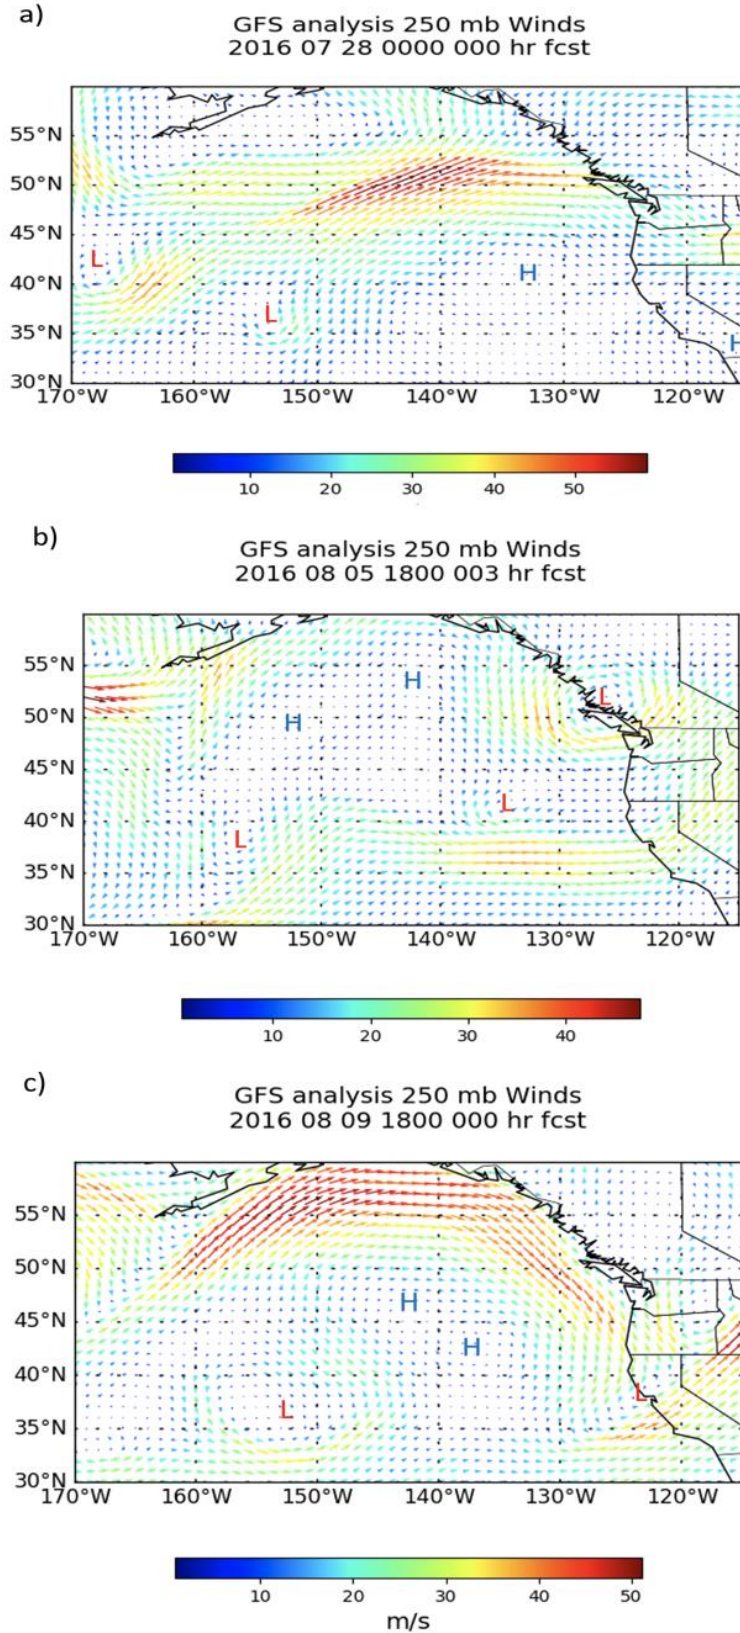 a)
GFS analysis 250 mb Winds
2016 07 28 0000 000 hr fcst
55°N
50°N
45°N
40°N
35°N
30°N
L
H
L
H
170°W 160°W 150°W 140°W 130°W 120°W
10 20 30 40 50
b)
GFS analysis 250 mb Winds
2016 08 05 1800 003 hr fcst
55°N
50°N
45°N
40°N
35°N
30°N
H
L
H
L
L
170°W 160°W 150°W 140°W 130°W 120°W
10 20 30 40
c)
GFS analysis 250 mb Winds
2016 08 09 1800 000 hr fcst
55°N
50°N
45°N
40°N
35°N
30°N
H
H
L
L
170°W 160°W 150°W 140°W 130°W 120°W
10 20 30 40 50
m/s